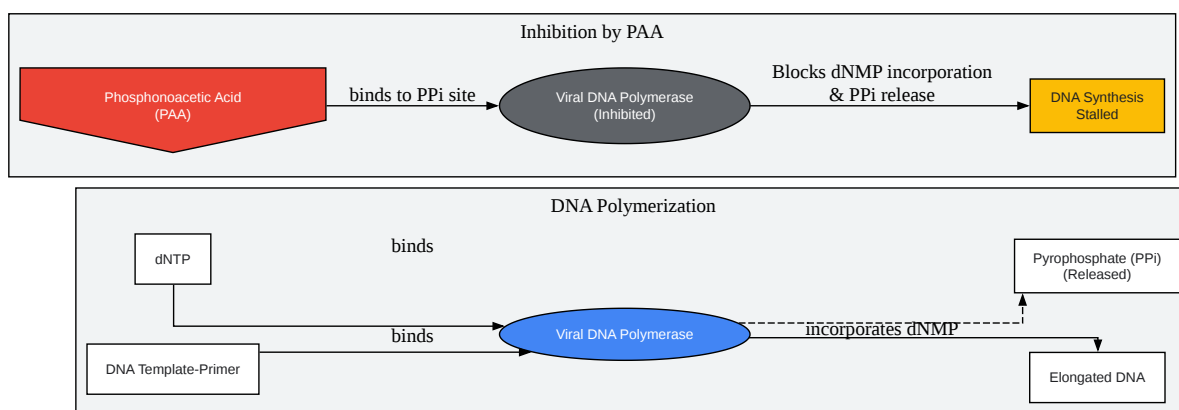 Inhibition by PAA
Phosphonoacetic Acid
(PAA)
binds to PPi site
Viral DNA Polymerase
(Inhibited)
Blocks dNMP incorporation
& PPi release
DNA Synthesis
Stalled
DNA Polymerization
dNTP
binds
Pyrophosphate (PPi)
(Released)
binds
Viral DNA Polymerase
incorporates dNMP
DNA Template-Primer
Elongated DNA